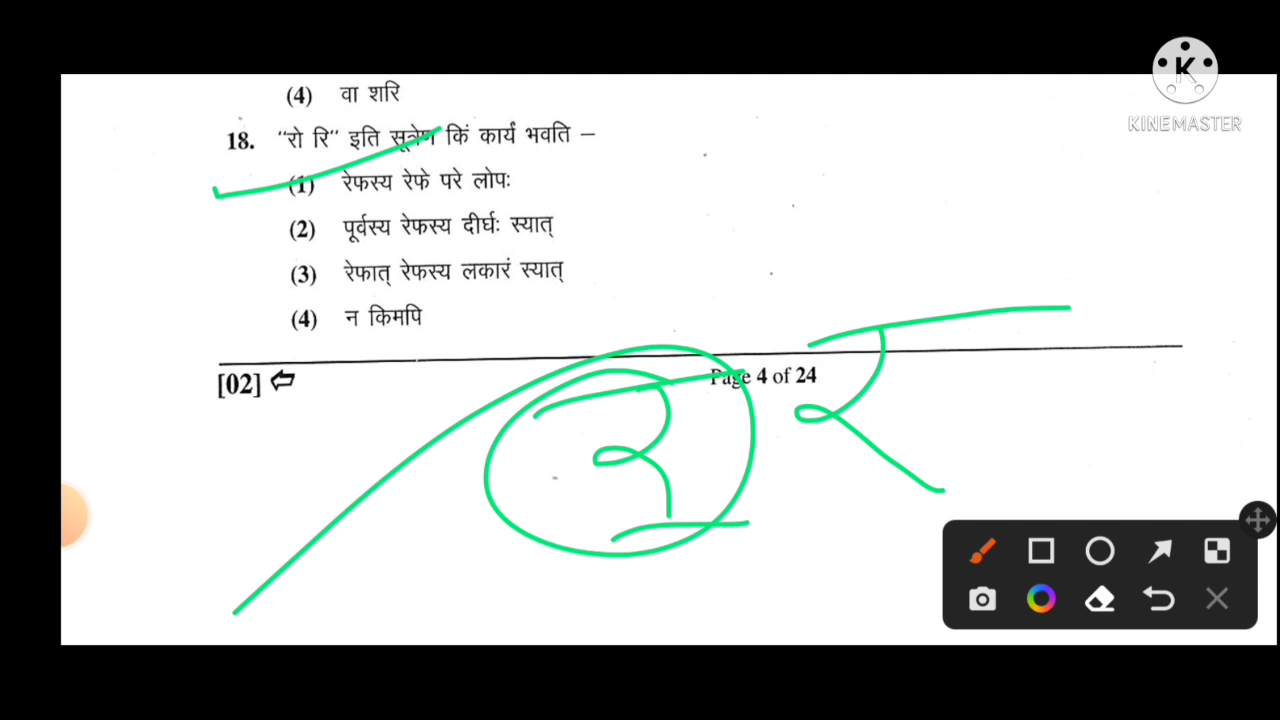 (4) वा शरि
18. "रो रि" इति सूत्रेण किं कार्यं भवति –
(1) रेफस्य रेफे परे लोपः
(2) पूर्वस्य रेफस्य दीर्घः स्यात्
(3) रेफात् रेफस्य लकारं स्यात्
(4) न किमपि
[02] Page 4 of 24
र् र
K
KINEMASTER